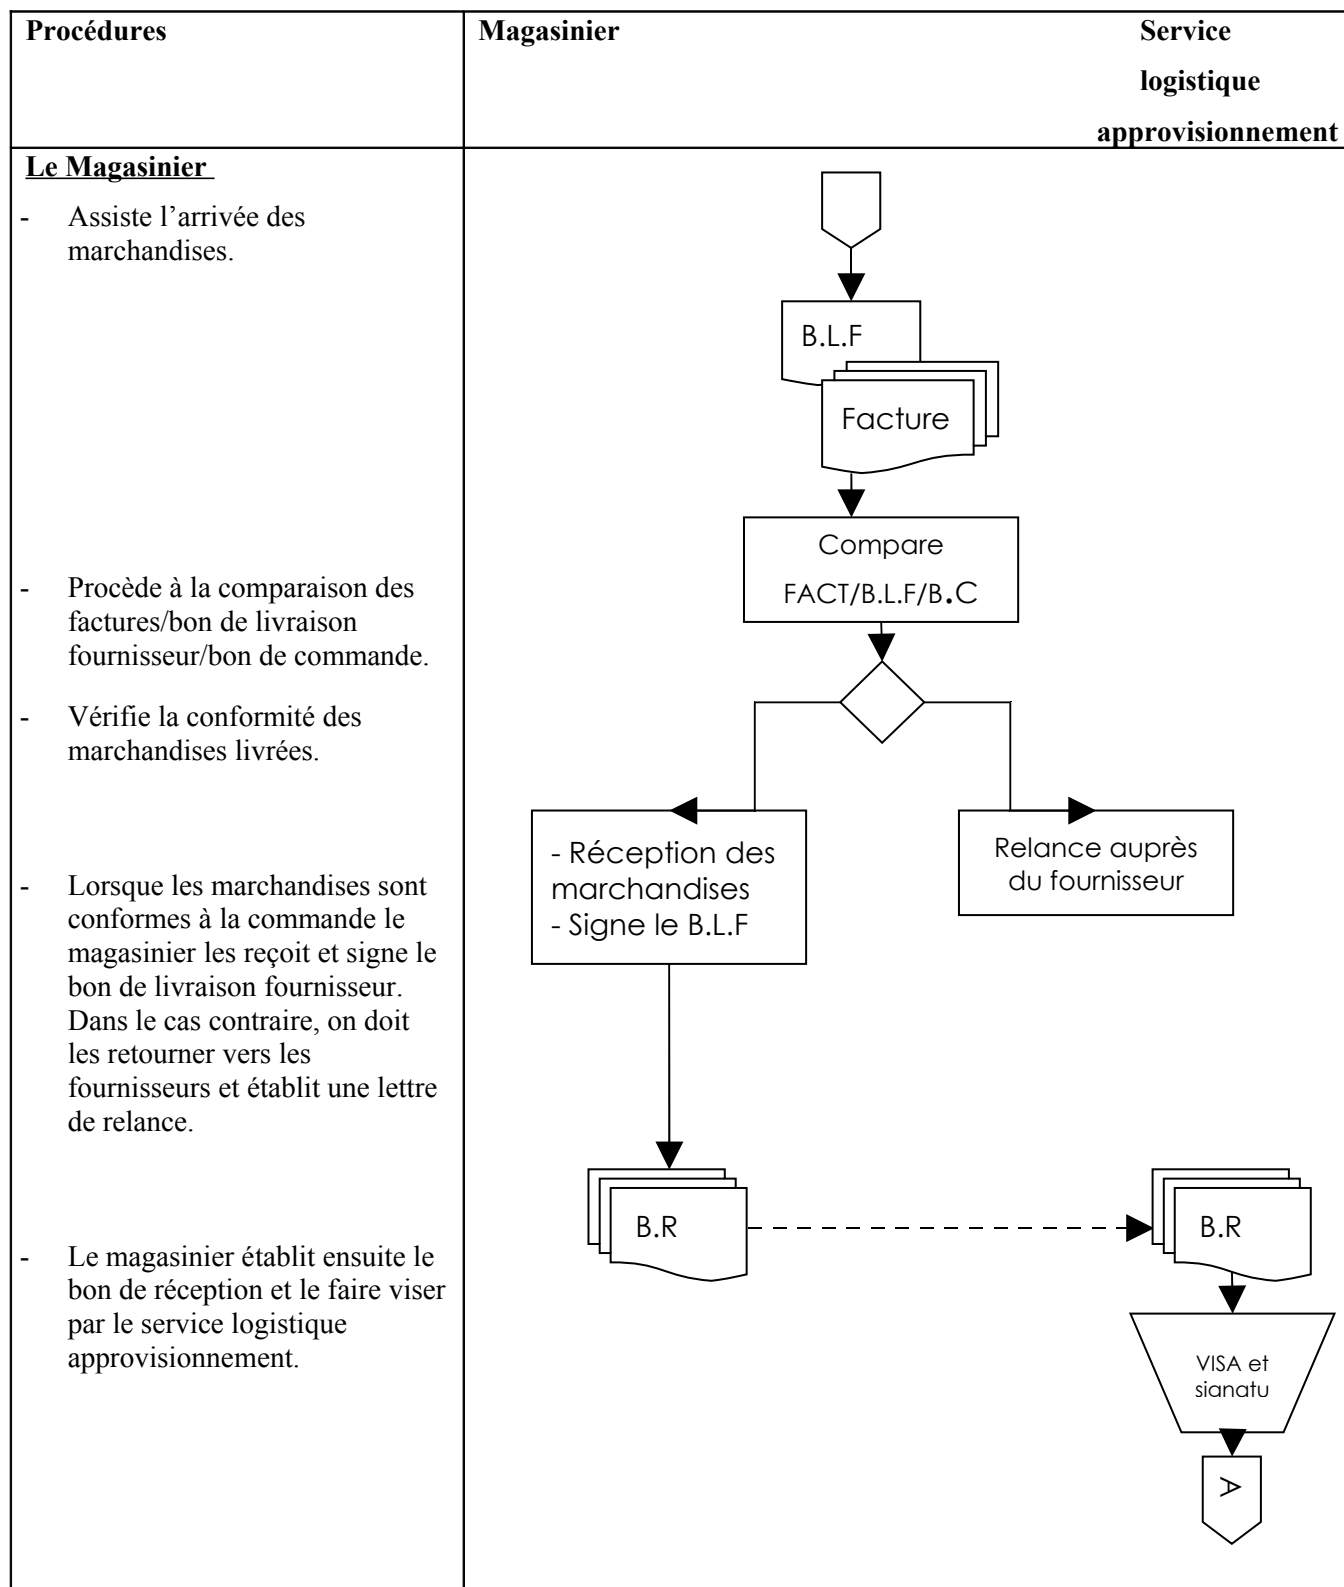 Procédures
Magasinier
Service
logistique
approvisionnement
Le Magasinier
- Assiste l’arrivée des
marchandises.
- Procède à la comparaison des
factures/bon de livraison
fournisseur/bon de commande.
- Vérifie la conformité des
marchandises livrées.
- Lorsque les marchandises sont
conformes à la commande le
magasinier les reçoit et signe le
bon de livraison fournisseur.
Dans le cas contraire, on doit
les retourner vers les
fournisseurs et établit une lettre
de relance.
- Le magasinier établit ensuite le
bon de réception et le faire viser
par le service logistique
approvisionnement.
B.L.F
Facture
Compare
FACT/B.L.F/B.C
- Réception des
marchandises
- Signe le B.L.F
Relance auprès
du fournisseur
B.R
B.R
VISA et
sianatu
A